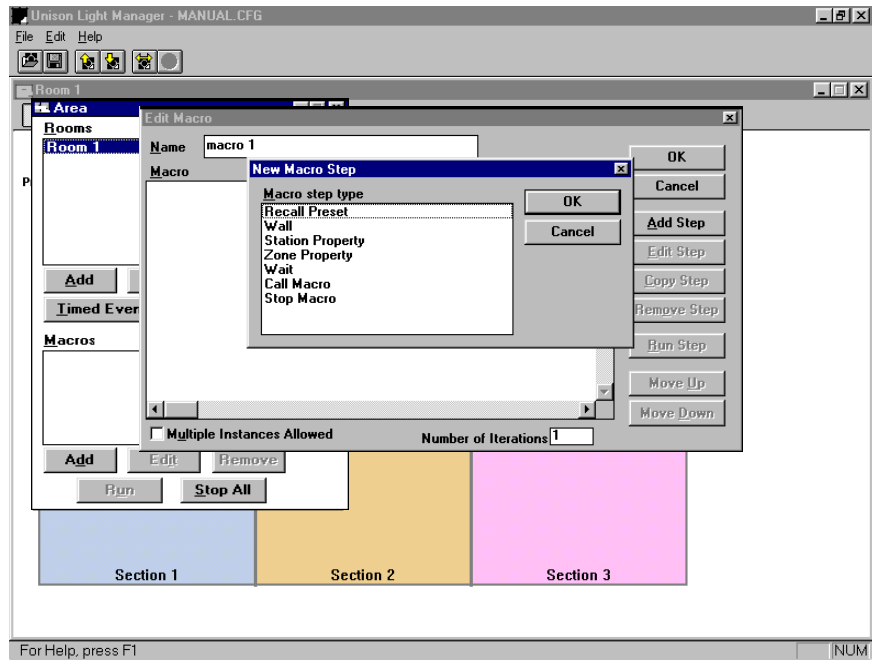 Unison Light Manager - MANUAL.CFG
File Edit Help
Room 1
Area
Rooms
Room 1
Add
Macros
Add Edit Remove
Run Stop All
Edit Macro
Name macro 1
Macro
OK
Cancel
Add Step
Edit Step
Copy Step
Remove Step
Run Step
Move Up
Move Down
Multiple Instances Allowed
Number of Iterations 1
New Macro Step
Macro step type
Recall Preset
Wall
Station Property
Zone Property
Wait
Call Macro
Stop Macro
OK
Cancel
Timed
Section 1 Section 2 Section 3
For Help, press F1
NUM